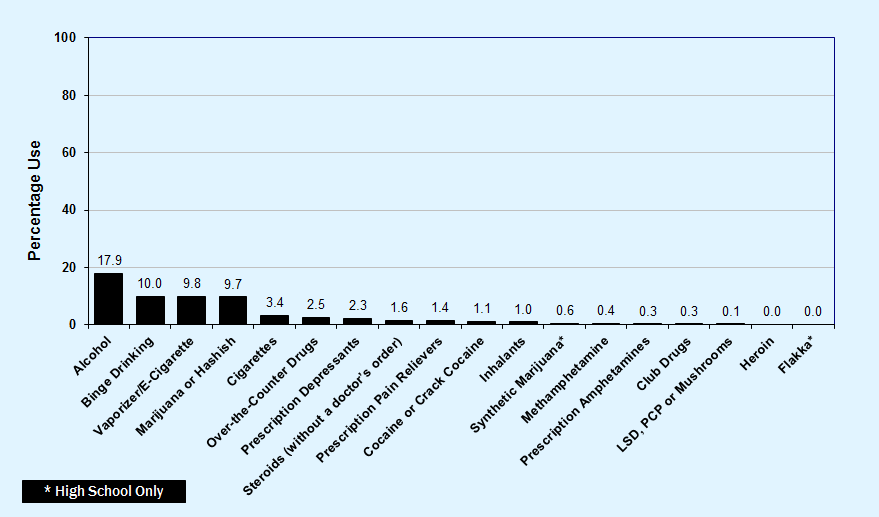 100
80
60
40
20
0
Percentage Use
17.9
10.0
9.8
9.7
3.4
2.5
2.3
1.6
1.4
1.1
1.0
0.6
0.4
0.3
0.3
0.1
0.0
0.0
Alcohol
Binge Drinking
Vaporizer/E-Cigarette
Marijuana or Hashish
Cigarettes
Over-the-Counter Drugs
Prescription Depressants
Steroids (without a doctor's order)
Prescription Pain Relievers
Cocaine or Crack Cocaine
Inhalants
Synthetic Marijuana*
Methamphetamine
Prescription Amphetamines
Club Drugs
LSD, PCP or Mushrooms
Heroin
Flakka*
* High School Only